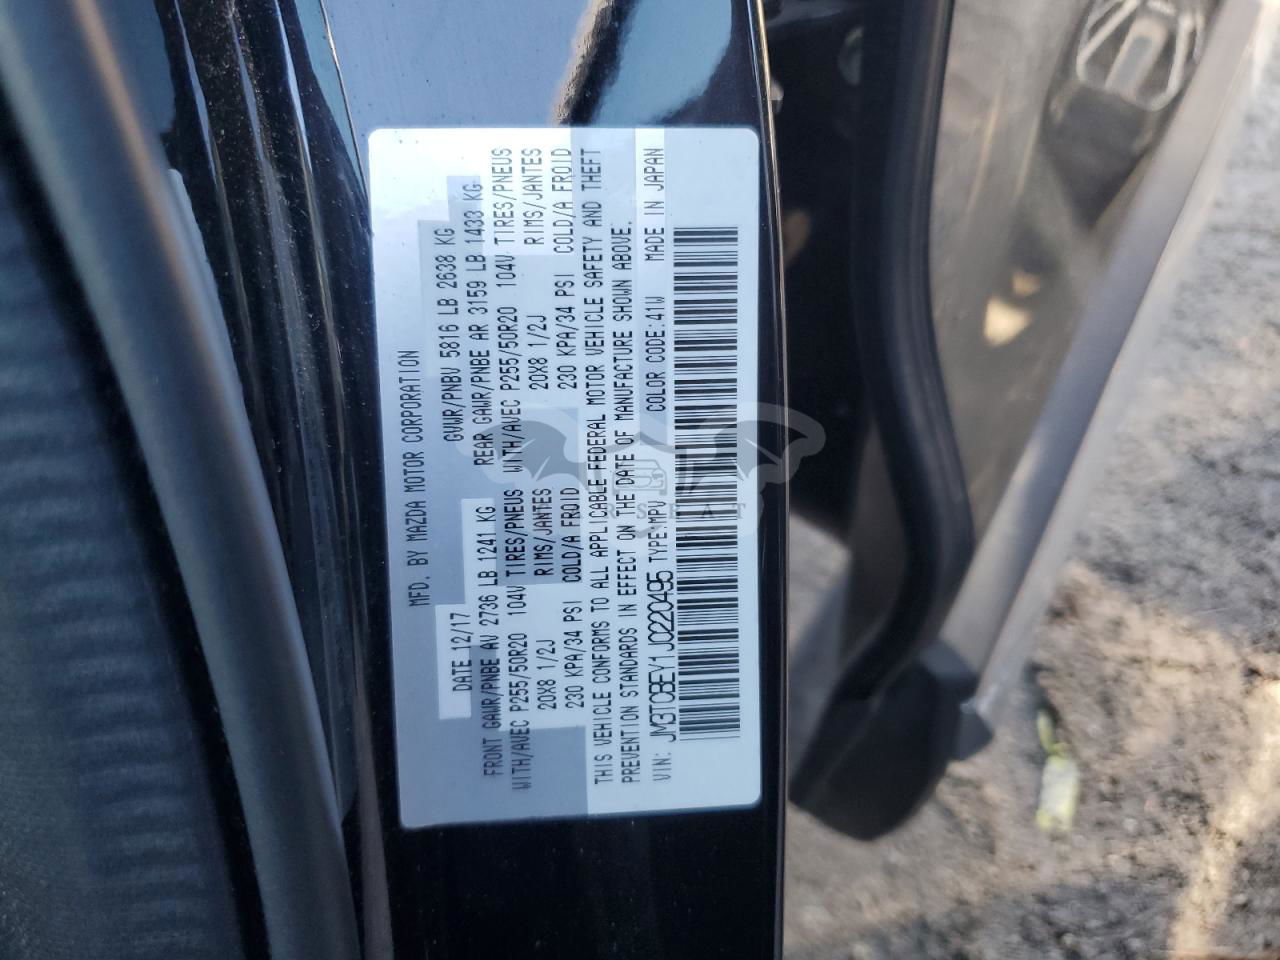 MFD. BY MAZDA MOTOR CORPORATION
DATE 12/17 GVWR/PNBV 5816 LB 2638 KG
FRONT GAWR/PNBE AV 2736 LB 1241 KG REAR GAWR/PNBE AR 3159 LB 1433 KG
WITH/AVEC P255/50R20 104V TIRES/PNEUS WITH/AVEC P255/50R20 104V TIRES/PNEUS
20X8 1/2J RIMS/JANTES 20X8 1/2J RIMS/JANTES
230 KPA/34 PSI COLD/A FROID 230 KPA/34 PSI COLD/A FROID
THIS VEHICLE CONFORMS TO ALL APPLICABLE FEDERAL MOTOR VEHICLE SAFETY AND THEFT
PREVENTION STANDARDS IN EFFECT ON THE DATE OF MANUFACTURE SHOWN ABOVE.
VIN: JM3TCBEY1J0220495 TYPE:MPV COLOR CODE:41W MADE IN JAPAN